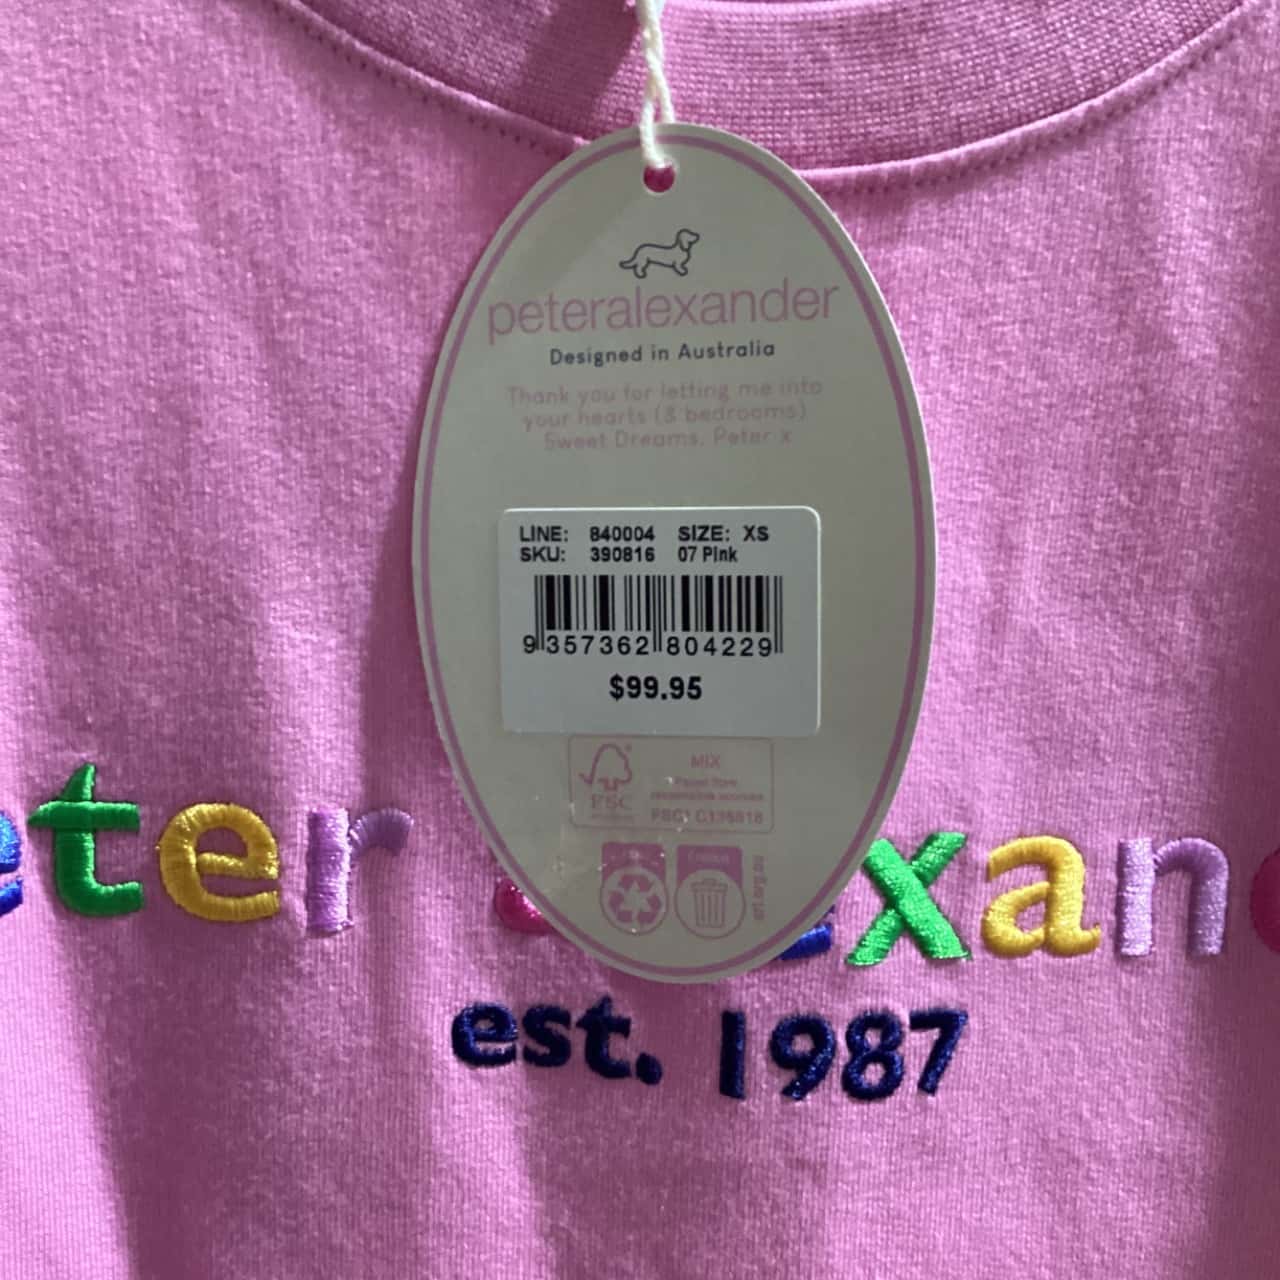 peteralexander
Designed in Australia
Thank you for letting me into
your hearts (& bedrooms)
Sweet Dreams, Peter x
LINE: 840004 SIZE: XS
SKU: 390816 07 Pink
9 357362 804229
$99.95
MIX
FSC
eter exan
est. 1987